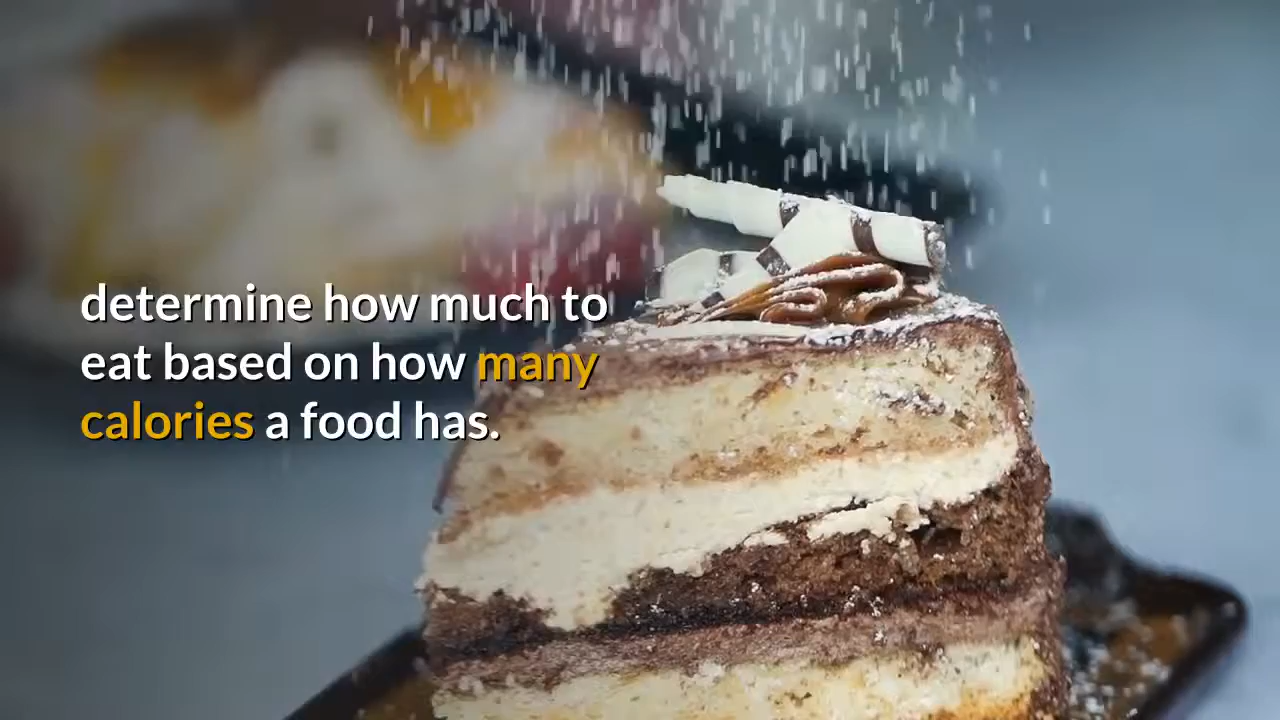 determine how much to
eat based on how many
calories a food has.